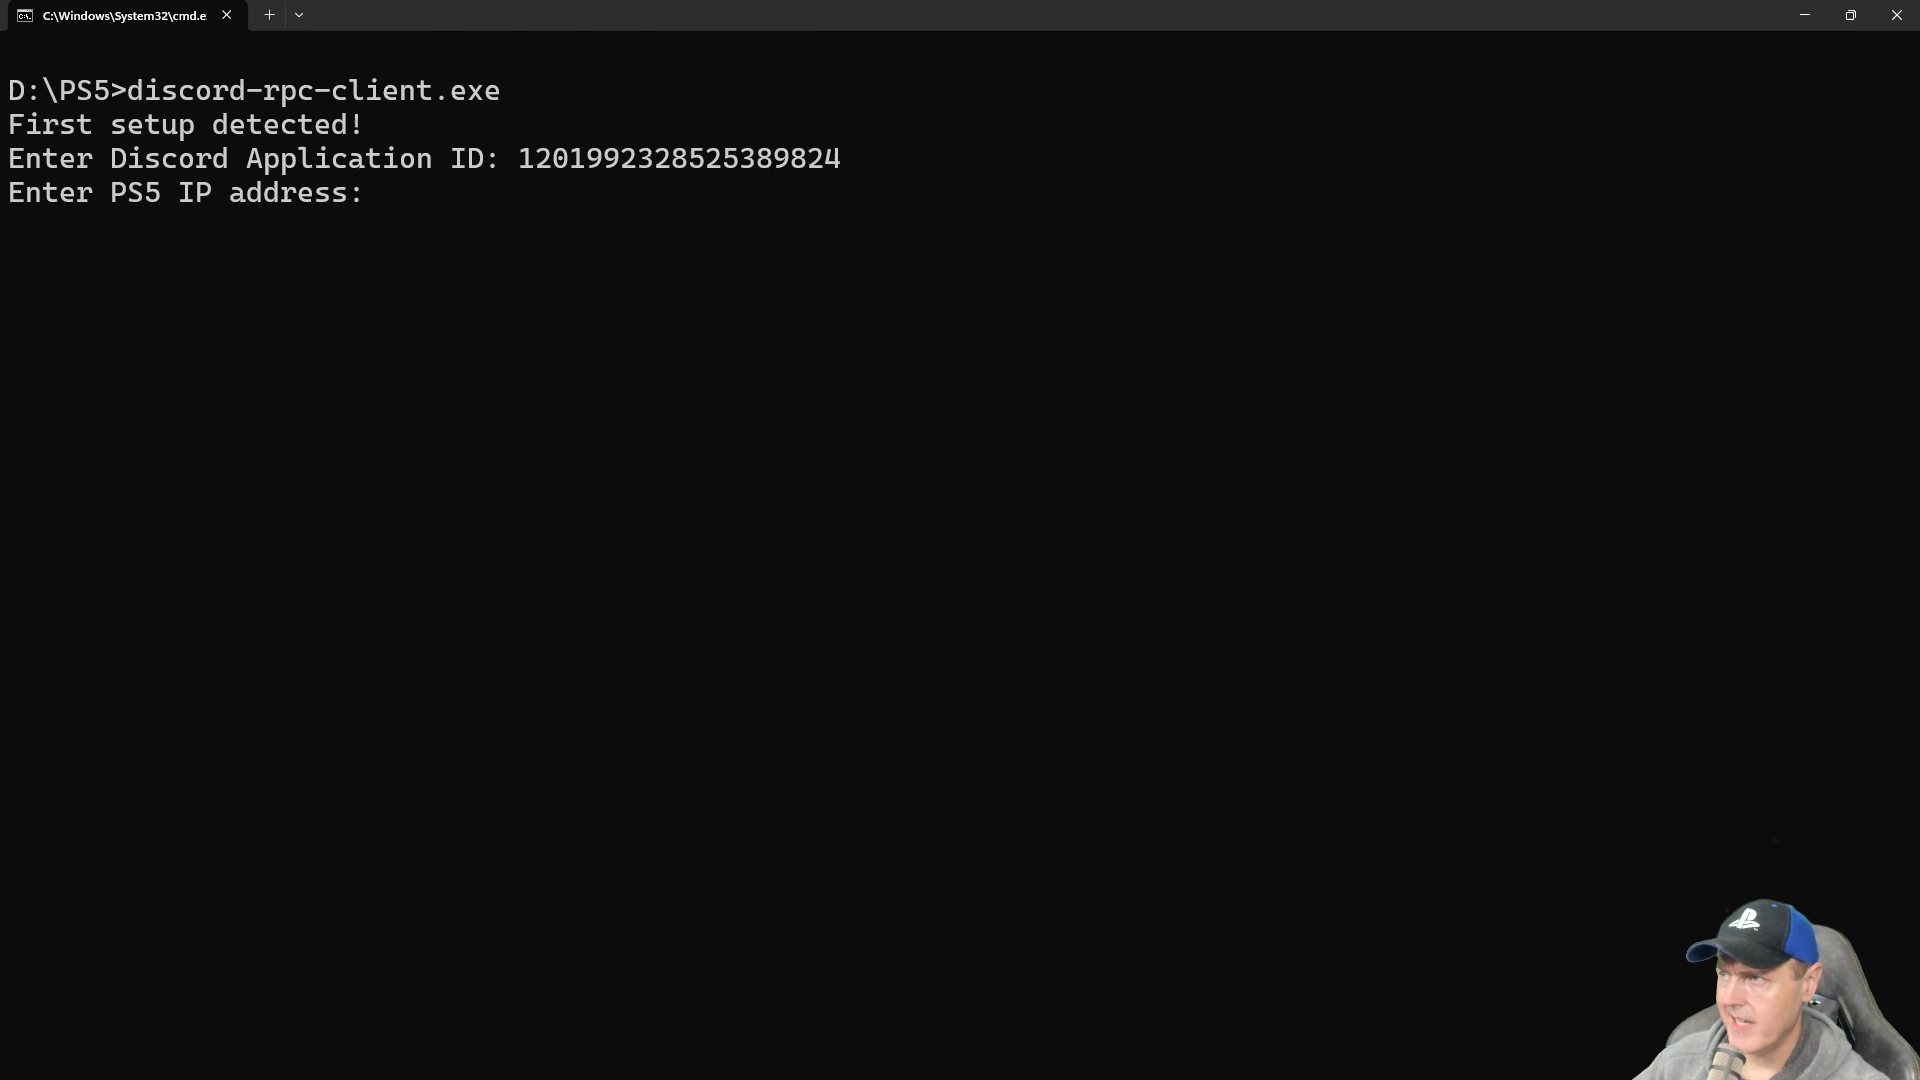 C:\Windows\System32\cmd.e
D:\PS5>discord-rpc-client.exe
First setup detected!
Enter Discord Application ID: 1201992328525389824
Enter PS5 IP address: